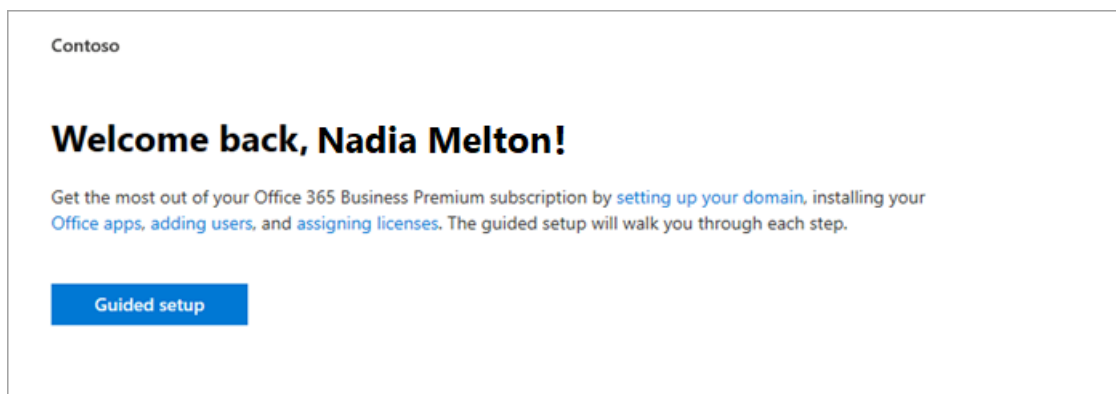 Contoso
Welcome back, Nadia Melton!
Get the most out of your Office 365 Business Premium subscription by setting up your domain, installing your
Office apps, adding users, and assigning licenses. The guided setup will walk you through each step.
Guided setup